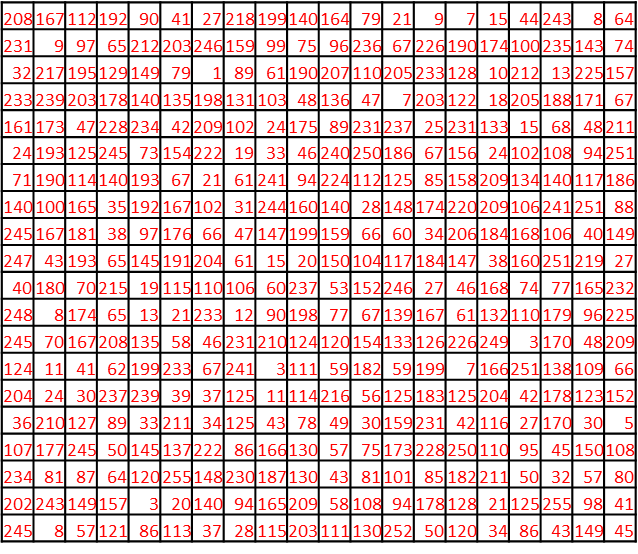 208 167 112 192 90 41 27 218 199 140 164 79 21 9 7 15 44 243 8 64
231 9 97 65 212 203 246 159 99 75 96 236 67 226 190 174 100 235 143 74
32 217 195 129 149 79 1 89 61 190 207 110 205 233 128 10 212 13 225 157
233 239 203 178 140 135 198 131 103 48 136 47 7 203 122 18 205 188 171 67
161 173 47 228 234 42 209 102 24 175 89 231 237 25 231 133 15 68 48 211
24 193 125 245 73 154 222 19 33 46 240 250 186 67 156 24 102 108 94 251
71 190 114 140 193 67 21 61 241 94 224 112 125 85 158 209 134 140 117 186
140 100 165 35 192 167 102 31 244 160 140 28 148 174 220 209 106 241 251 88
245 167 181 38 97 176 66 47 147 199 159 66 60 34 206 184 168 106 40 149
247 43 193 65 145 191 204 61 15 20 150 104 117 184 147 38 160 251 219 27
40 180 70 215 19 115 110 106 60 237 53 152 246 27 46 168 74 77 165 232
248 8 174 65 13 21 233 12 90 198 77 67 139 167 61 132 110 179 96 225
245 70 167 208 135 58 46 231 210 124 120 154 133 126 226 249 3 170 48 209
124 11 41 62 199 233 67 241 3 111 59 182 59 199 7 166 251 138 109 66
204 24 30 237 239 39 37 125 11 114 216 56 125 183 125 204 42 178 123 152
36 210 127 89 33 211 34 125 43 78 49 30 159 231 42 116 27 170 30 5
107 177 245 50 145 137 222 86 166 130 57 75 173 228 250 110 95 45 150 108
234 81 87 64 120 255 148 230 187 130 43 81 101 85 182 211 50 32 57 80
202 243 149 157 3 20 140 94 165 209 58 108 94 178 128 21 125 255 98 41
245 8 57 121 86 113 37 28 115 203 111 130 252 50 120 34 86 43 149 45